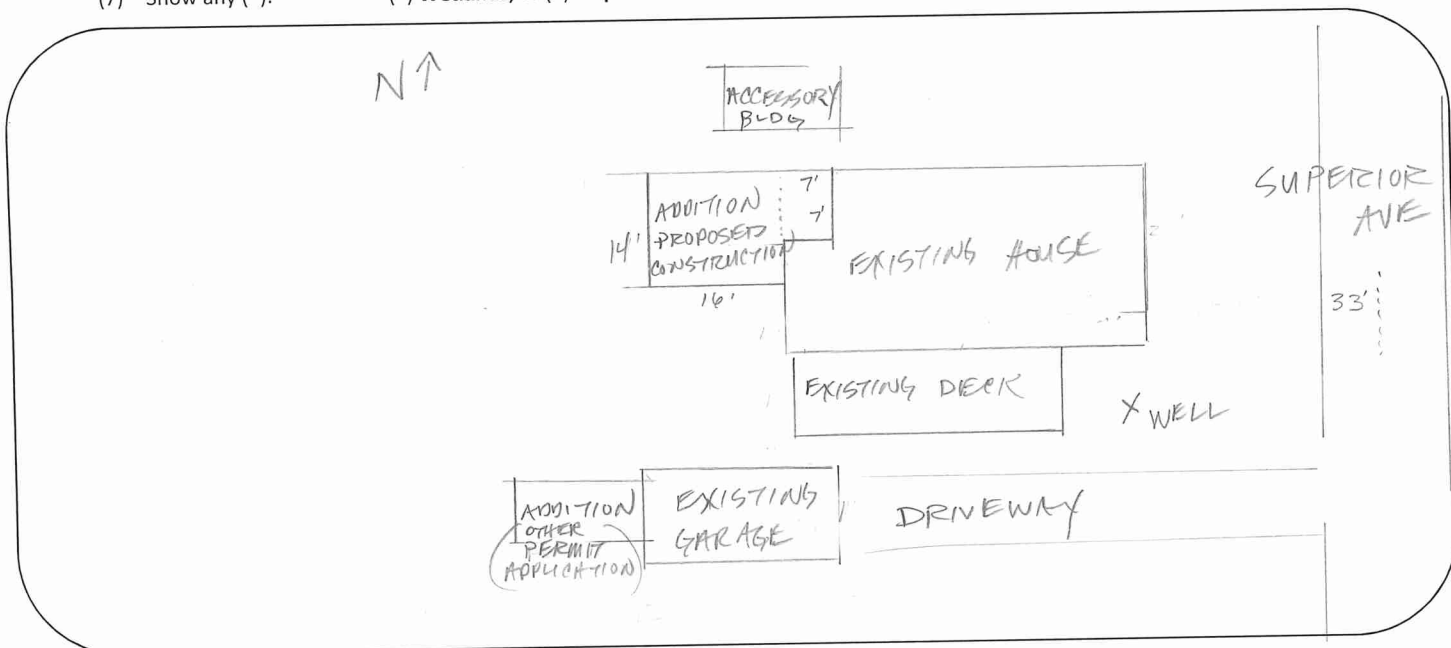 (7) Show any (*):
N↑
ACCESSORY
BLDG
SUPERIOR
AVE
7'
ADDITION
7'
14'
PROPOSED
CONSTRUCTION
EXISTING HOUSE
16'
33'
EXISTING DECK
X WELL
ADDITION
(OTHER
PERMIT
APPLICATION)
EXISTING
GARAGE
DRIVEWAY